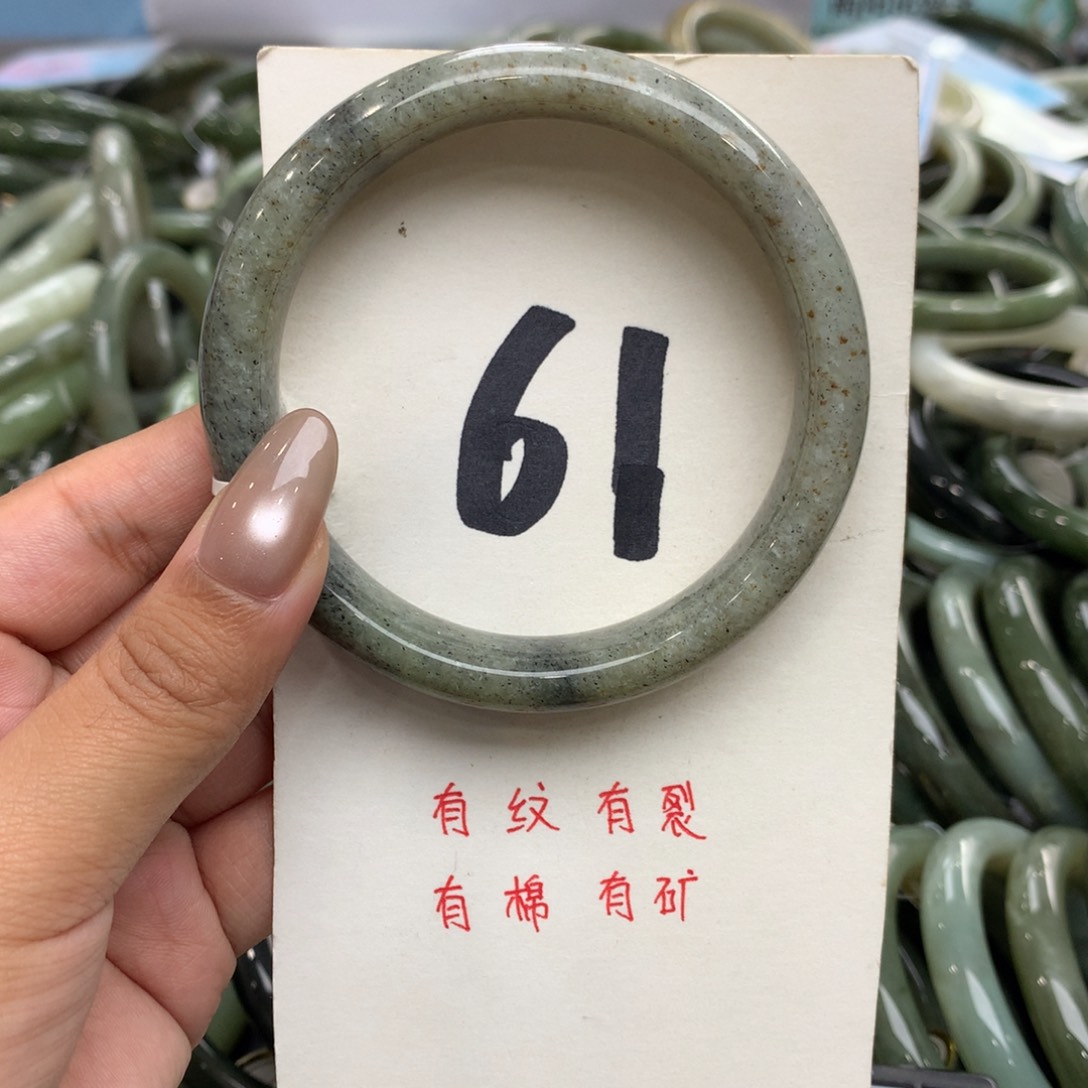 61
有纹 有裂
有棉 有矿